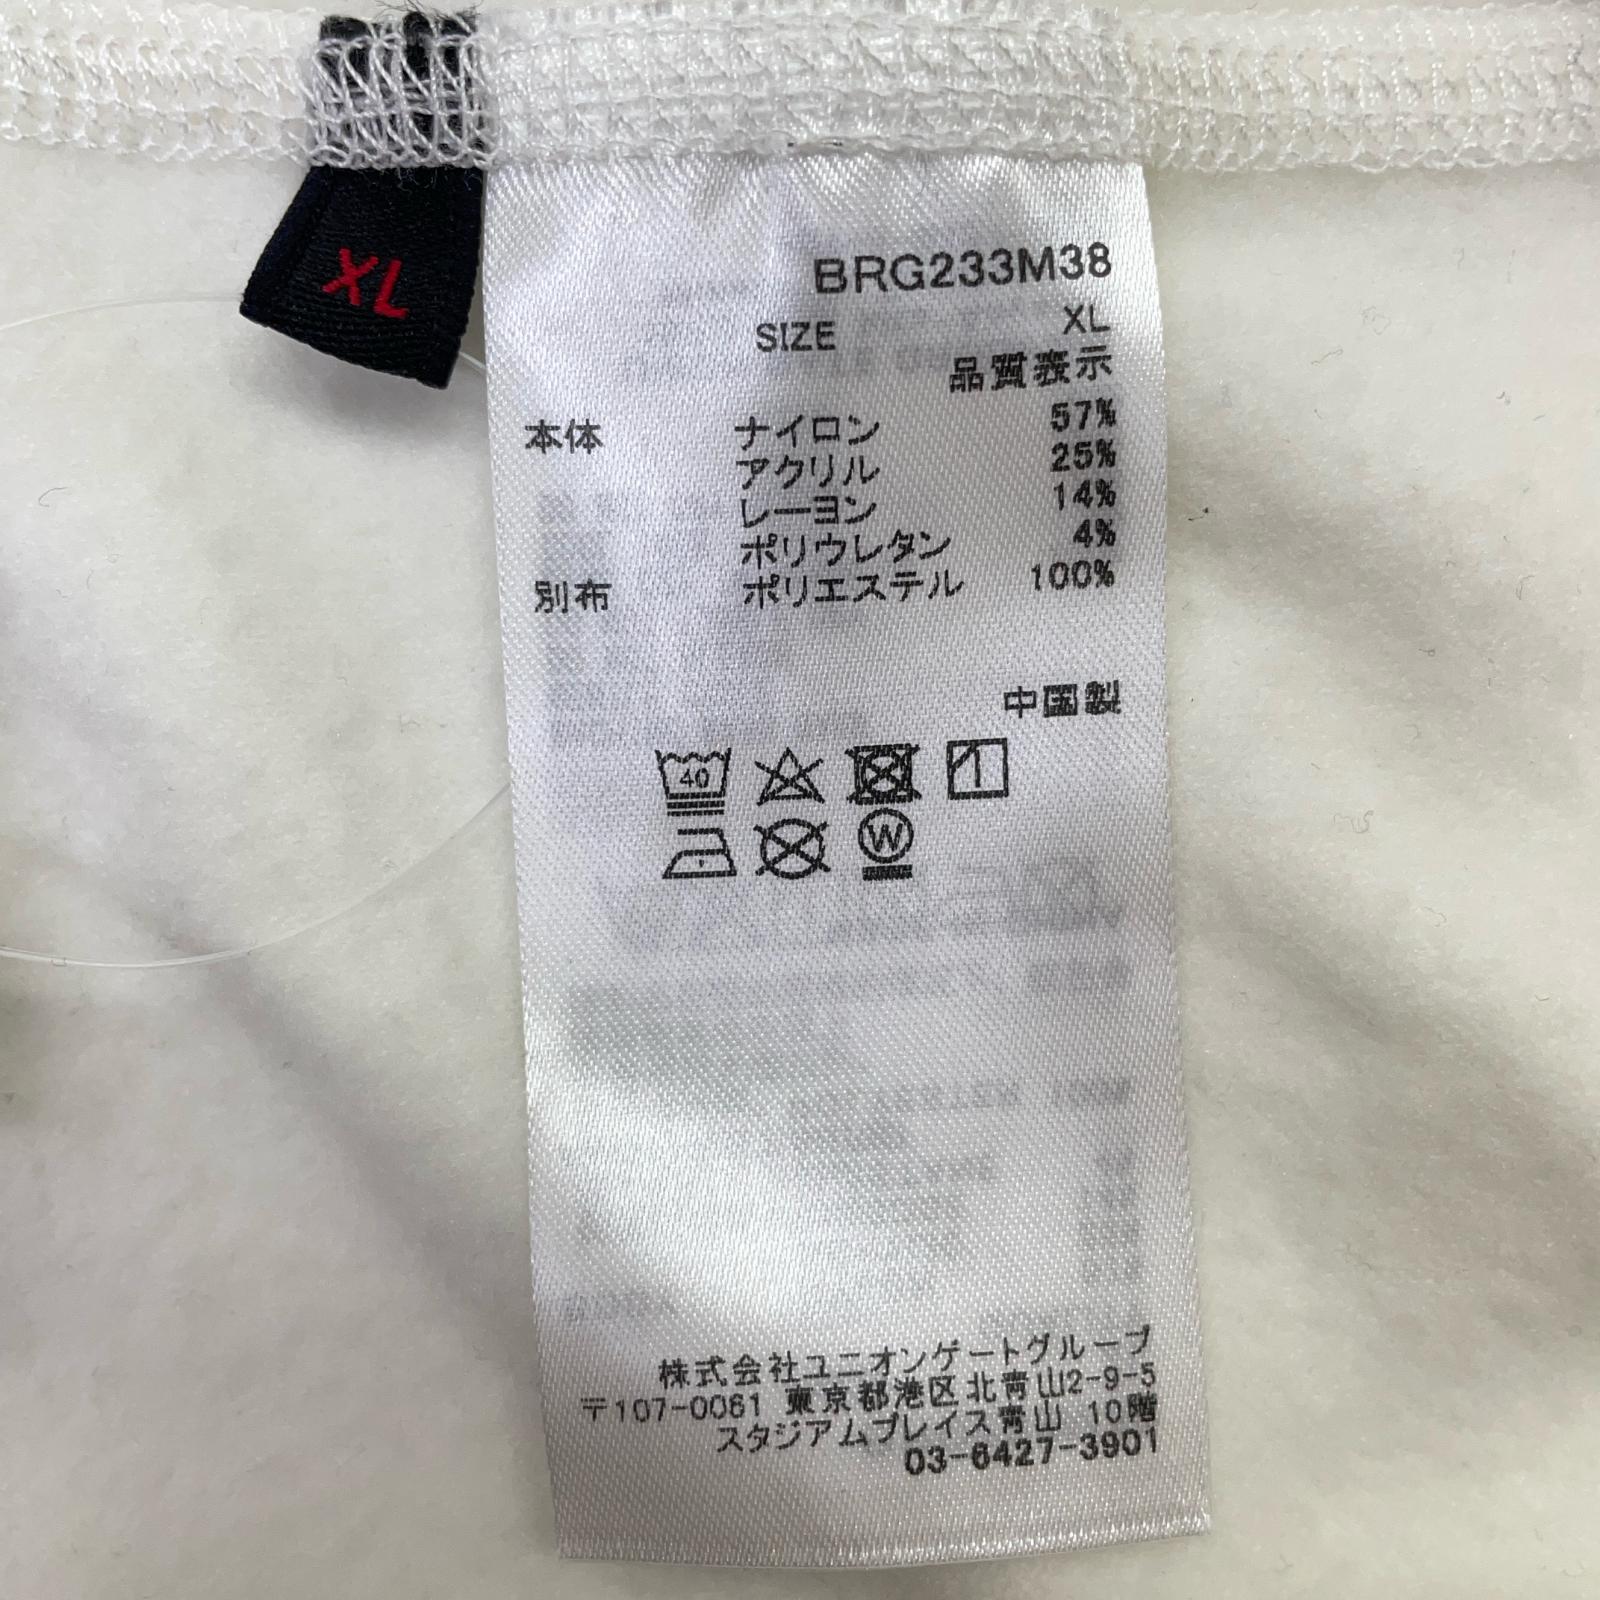 XL
BRG233M38
SIZE XL
品質表示
本体 ナイロン 57%
アクリル 25%
レーヨン 14%
ポリウレタン 4%
別布 ポリエステル 100%
中国製
40
W
株式会社ユニオンゲートグループ
〒107-0061 東京都港区北青山2-9-5
スタジアムプレイス青山 10階
03-6427-3901